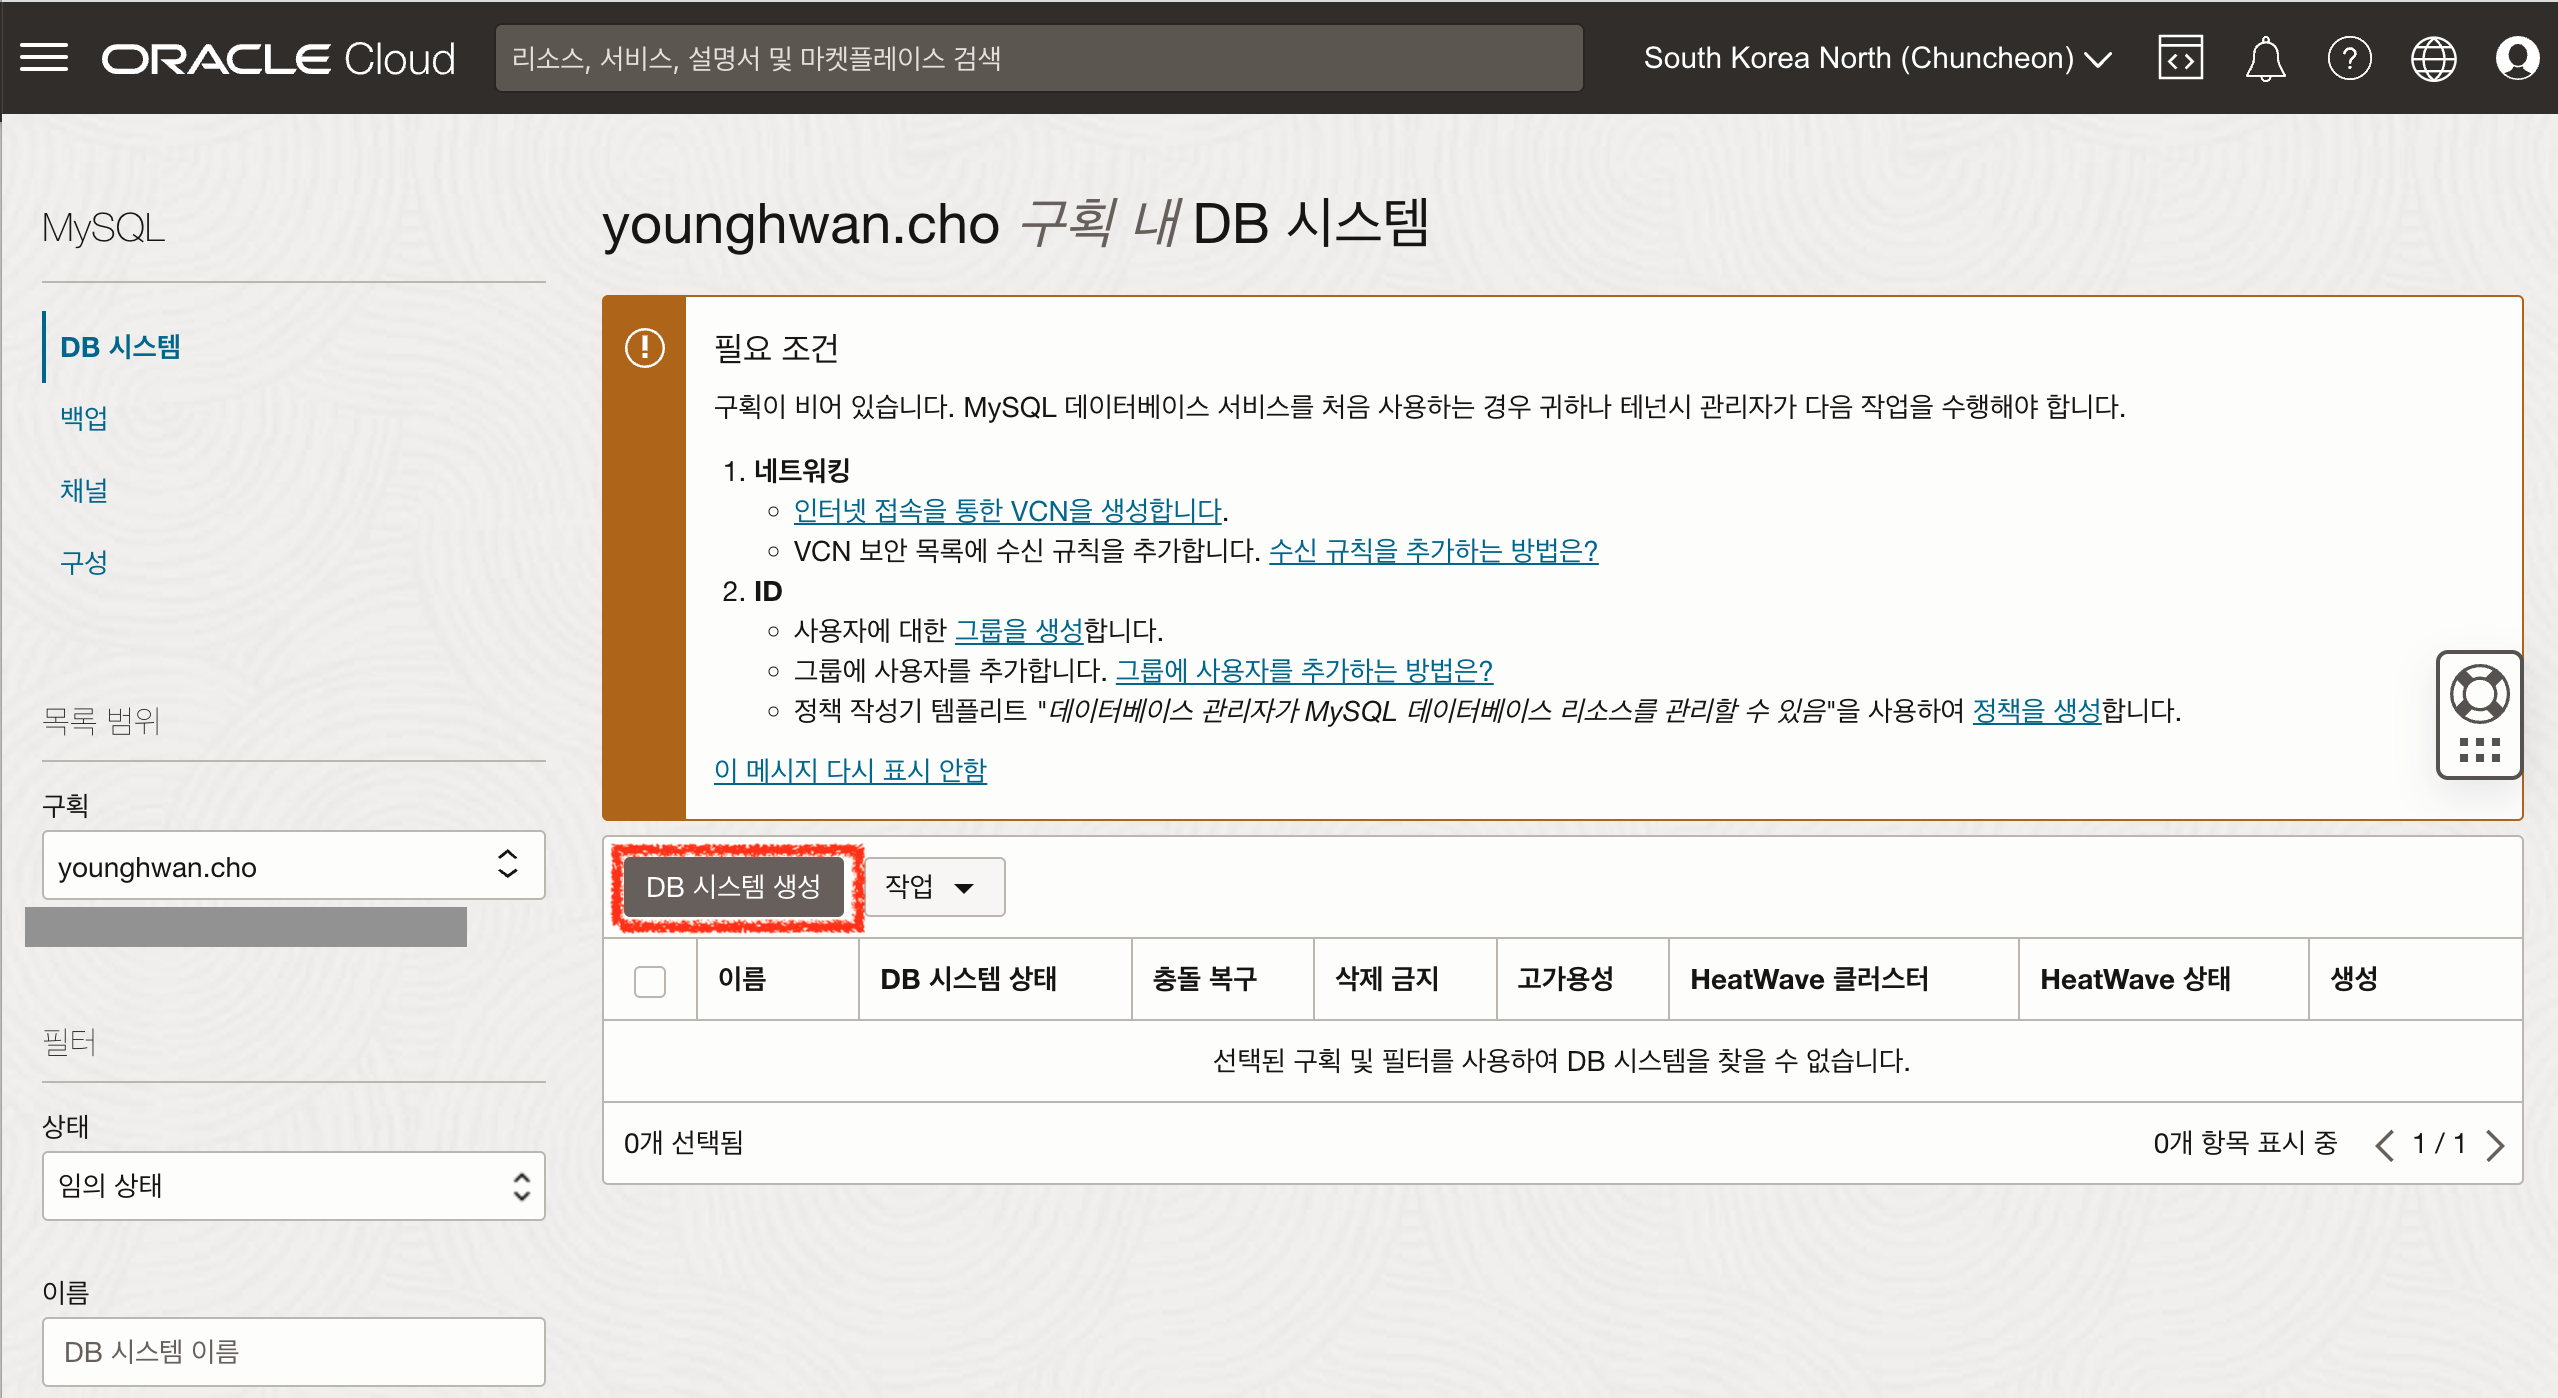 ORACLE Cloud
리소스, 서비스, 설명서 및 마켓플레이스 검색
South Korea North (Chuncheon)
MySQL
DB 시스템
백업
채널
구성
목록 범위
구획
younghwan.cho
필터
상태
임의 상태
이름
DB 시스템 이름
younghwan.cho 구획 내 DB 시스템
필요 조건
구획이 비어 있습니다. MySQL 데이터베이스 서비스를 처음 사용하는 경우 귀하나 테넌시 관리자가 다음 작업을 수행해야 합니다.
1. 네트워킹
인터넷 접속을 통한 VCN을 생성합니다.
VCN 보안 목록에 수신 규칙을 추가합니다. 수신 규칙을 추가하는 방법은?
2. ID
사용자에 대한 그룹을 생성합니다.
그룹에 사용자를 추가합니다. 그룹에 사용자를 추가하는 방법은?
정책 작성기 템플리트 "데이터베이스 관리자가 MySQL 데이터베이스 리소스를 관리할 수 있음"을 사용하여 정책을 생성합니다.
이 메시지 다시 표시 안함
DB 시스템 생성 작업
이름 DB 시스템 상태 충돌 복구 삭제 금지 고가용성 HeatWave 클러스터 HeatWave 상태 생성
선택된 구획 및 필터를 사용하여 DB 시스템을 찾을 수 없습니다.
0개 선택됨 0개 항목 표시 중 1 / 1